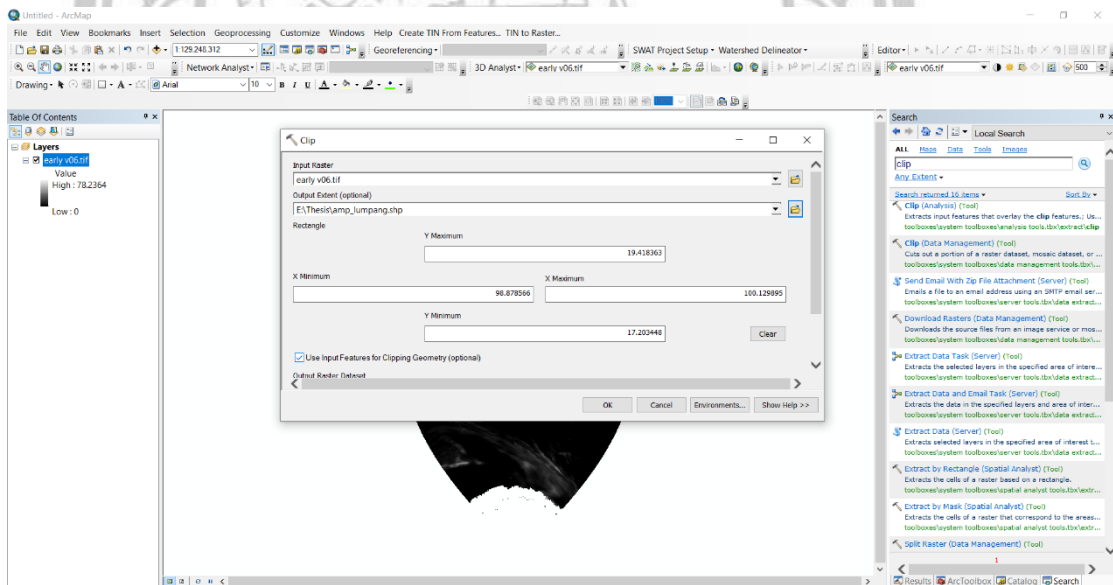 Untitled - ArcMap
File Edit View Bookmarks Insert Selection Geoprocessing Customize Windows Help Create TIN From Features... TIN to Raster...
1:129.248.312
Georeferencing
SWAT Project Setup
Watershed Delineator
Editor
Network Analyst
3D Analyst
early v06.tif
early v06.tif
500
Drawing
A
Arial
10
B I U A
Table Of Contents
Layers
early v06.tif
Value
High : 78.2364
Low : 0
Clip
Input Raster
early v06.tif
Output Extent (optional)
E:\Thesis\amp_lumpang.shp
Rectangle
Y Maximum
19.418363
X Minimum
X Maximum
98.878566
100.129895
Y Minimum
17.203448
Clear
Use Input Features for Clipping Geometry (optional)
Output Raster Dataset
OK
Cancel
Environments...
Show Help >>
Search
Local Search
ALL Maps Data Tools Images
clip
Any Extent
Search returned 16 items
Sort By
Clip (Analysis) (Tool)
Extracts input features that overlay the clip features.; Us...
toolboxes\system toolboxes\analysis tools.tbx\extract\clip
Clip (Data Management) (Tool)
Cuts out a portion of a raster dataset, mosaic dataset, or ...
toolboxes\system toolboxes\data management tools.tbx\...
Send Email With Zip File Attachment (Server) (Tool)
Emails a file to an email address using an SMTP email ser...
toolboxes\system toolboxes\server tools.tbx\data extract...
Download Rasters (Data Management) (Tool)
Downloads the source files from an image service or mos...
toolboxes\system toolboxes\data management tools.tbx\...
Extract Data Task (Server) (Tool)
Extracts the selected layers in the specified area of intere...
toolboxes\system toolboxes\server tools.tbx\data extract...
Extract Data and Email Task (Server) (Tool)
Extracts the data in the specified layers and area of inter...
toolboxes\system toolboxes\server tools.tbx\data extract...
Extract Data (Server) (Tool)
Extracts selected layers in the specified area of interest t...
toolboxes\system toolboxes\server tools.tbx\data extract...
Extract by Rectangle (Spatial Analyst) (Tool)
Extracts the cells of a raster based on a rectangle.
toolboxes\system toolboxes\spatial analyst tools.tbx\extr...
Extract by Mask (Spatial Analyst) (Tool)
Extracts the cells of a raster that correspond to the areas...
toolboxes\system toolboxes\spatial analyst tools.tbx\extr...
Split Raster (Data Management) (Tool)
1
Results ArcToolbox Catalog Search